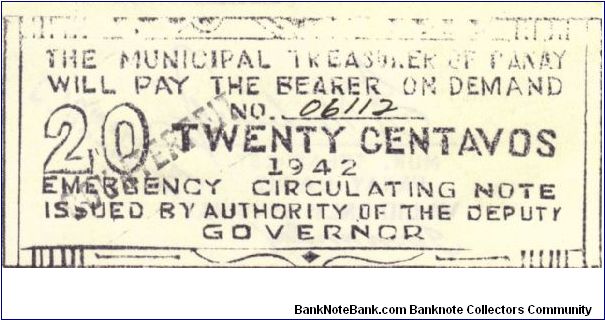 THE MUNICIPAL TREASURER OF PANAY
WILL PAY THE BEARER ON DEMAND
NO. 06112
20 TWENTY CENTAVOS
COUNTERFEIT
1942
EMERGENCY CIRCULATING NOTE
ISSUED BY AUTHORITY OF THE DEPUTY
GOVERNOR
BankNoteBank.com Banknote Collectors Community